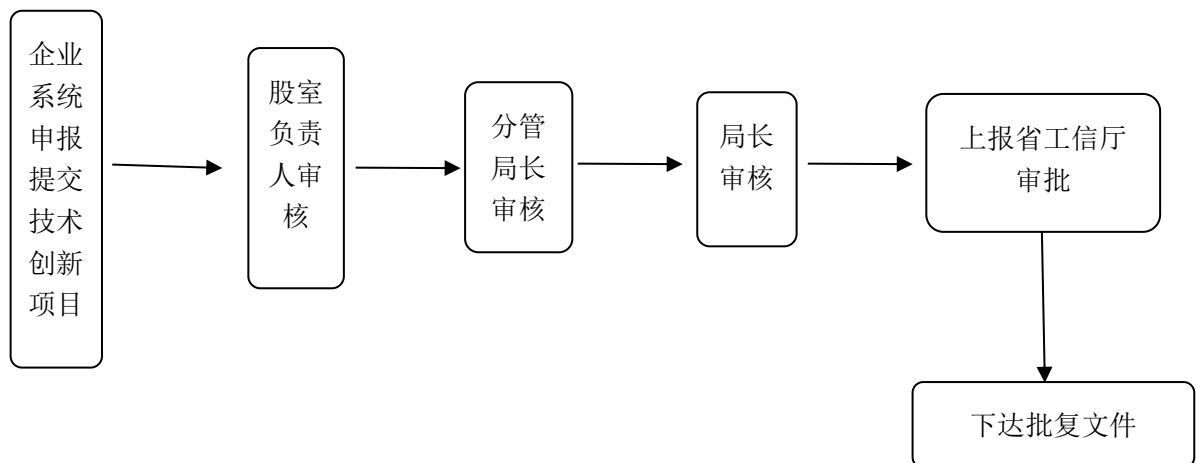 企业
系统
申报
提交
技术
创新
项目
股室
负责
人审
核
分管
局长
审核
局长
审核
上报省工信厅
审批
下达批复文件